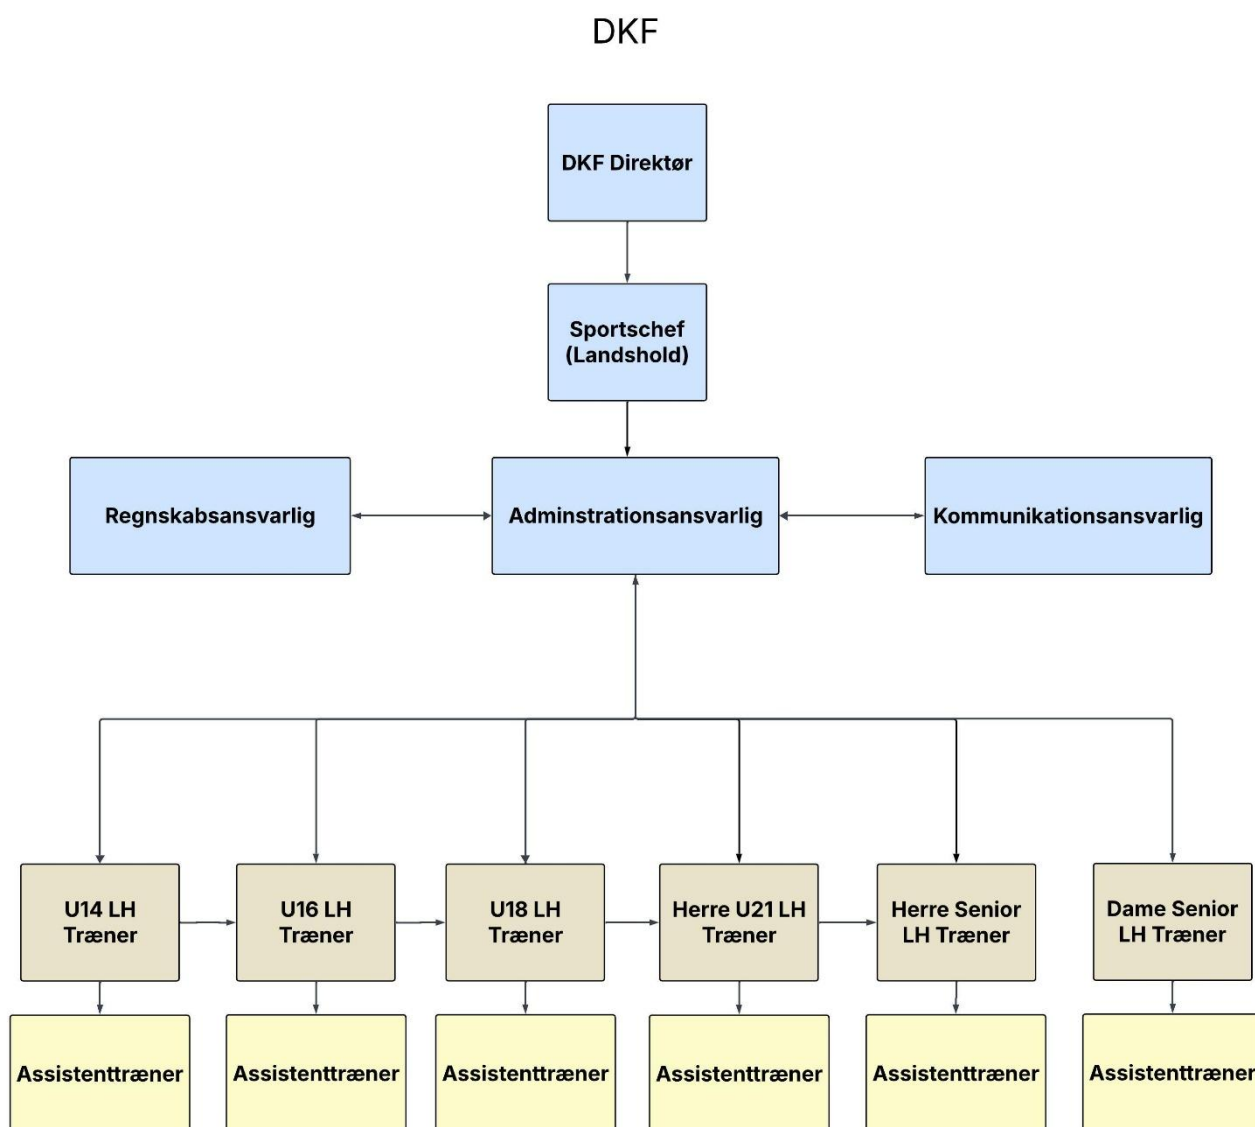 DKF
DKF Direktør
Sportschef
(Landshold)
Regnskabsansvarlig
Adminstrationsansvarlig
Kommunikationsansvarlig
U14 LH
Træner
U16 LH
Træner
U18 LH
Træner
Herre U21 LH
Træner
Herre Senior
LH Træner
Dame Senior
LH Træner
Assistenttræner
Assistenttræner
Assistenttræner
Assistenttræner
Assistenttræner
Assistenttræner